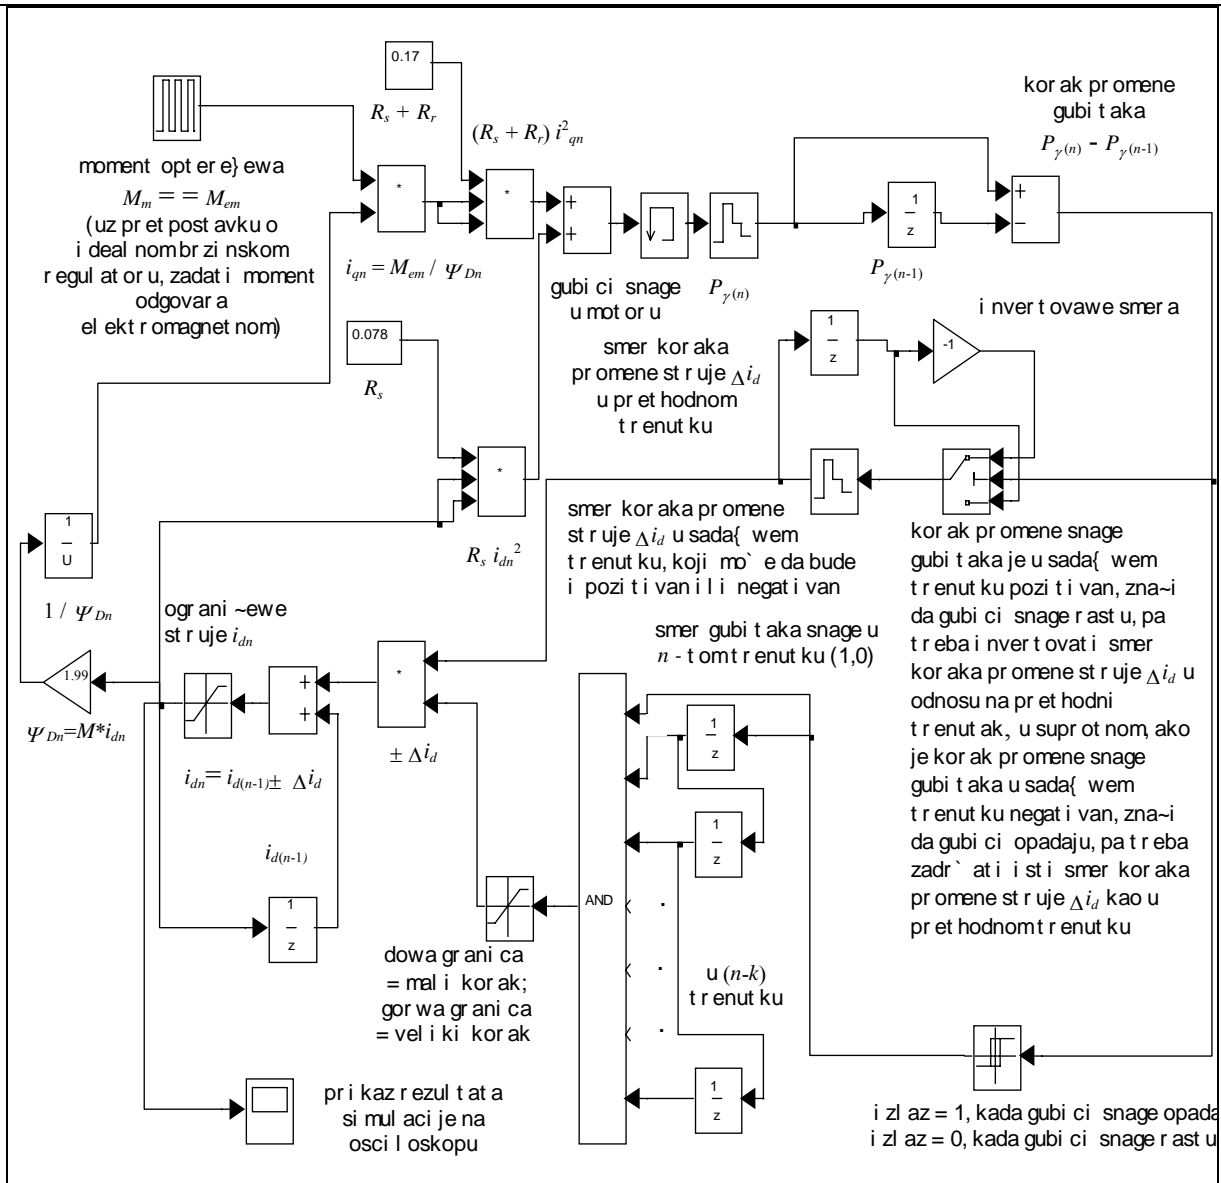 0.17
R_s + R_r
(R_s + R_r) i²_qn
korak promene
gubitaka
P_γ(n) - P_γ(n-1)
moment optere}ewa
M_m = = M_em
(uz pretpostavku o
idealnom brzinskom
regulatoru, zadati moment
odgovara
elektromagnetnom)
*
*
+
+
1
z
+
−
i_qn = M_em / Ψ_Dn
gubici snage
u motoru
P_γ(n)
P_γ(n-1)
invertovawe smera
0.078
R_s
smer koraka
promene struje Δi_d
u prethodnom
trenutku
1
z
-1
*
R_s i_dn²
1
U
1 / Ψ_Dn
smer koraka promene
struje Δi_d u sada{wem
trenutku, koji mo`e da bude
i pozitivan ili negativan
korak promene snage
gubitaka je u sada{wem
trenutku pozitivan, zna~i
da gubici snage rastu, pa
treba invertovati smer
koraka promene struje Δi_d u
odnosu na prethodni
trenutak, u suprotnom, ako
je korak promene snage
gubitaka u sada{wem
trenutku negativan, zna~i
da gubici opadaju, pa treba
zadr`ati isti smer koraka
promene struje Δi_d kao u
prethodnom trenutku
ograni~ewe
struje i_dn
smer gubitaka snage u
n - tom trenutku (1,0)
1.99
Ψ_Dn=M*i_dn
+
+
*
± Δi_d
i_dn= i_d(n-1)± Δi_d
i_d(n-1)
1
z
1
z
1
z
AND
dowa granica
= mali korak;
gorwa granica
= veliki korak
u (n-k)
trenutku
1
z
prikaz rezultata
simulacije na
osciloskopu
izlaz = 1, kada gubici snage opada
izlaz = 0, kada gubici snage rastu